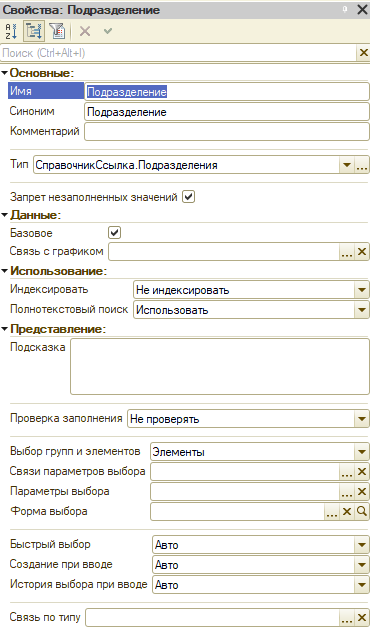 Свойства: Подразделение
Поиск (Ctrl+Alt+I)
Основные:
Имя Подразделение
Синоним Подразделение
Комментарий
Тип СправочникСсылка.Подразделения
Запрет незаполненных значений
Данные:
Базовое
Связь с графиком
Использование:
Индексировать Не индексировать
Полнотекстовый поиск Использовать
Представление:
Подсказка
Проверка заполнения Не проверять
Выбор групп и элементов Элементы
Связи параметров выбора
Параметры выбора
Форма выбора
Быстрый выбор Авто
Создание при вводе Авто
История выбора при вводе Авто
Связь по типу